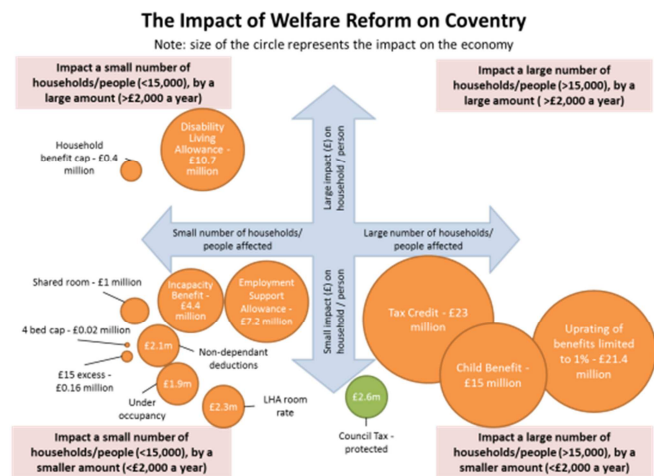 The Impact of Welfare Reform on Coventry
Note: size of the circle represents the impact on the economy
Impact a small number of
households/people (<15,000), by a
large amount (>£2,000 a year)
Impact a large number of
households/people (>15,000), by a
large amount ( >£2,000 a year)
Household
benefit cap - £0.4
million
Disability
Living
Allowance -
£10.7
million
Large impact (£) on
household / person
Small number of households/
people affected
Large number of households/
people affected
Small impact (£) on
household/person
Shared room - £1 million
Incapacity
Benefit -
£4.4
million
Employment
Support
Allowance -
£7.2 million
4 bed cap - £0.02 million
£2.1m
Non-dependant
deductions
£15 excess -
£0.16 million
£1.9m
Under
occupancy
£2.3m
LHA room
rate
Tax Credit - £23
million
Child Benefit -
£15 million
Uprating of
benefits limited
to 1% - £21.4
million
£2.6m
Council Tax -
protected
Impact a small number of
households/people (<15,000), by a
smaller amount (<£2,000 a year)
Impact a large number of
households/people (>15,000), by a
smaller amount (<£2,000 a year)